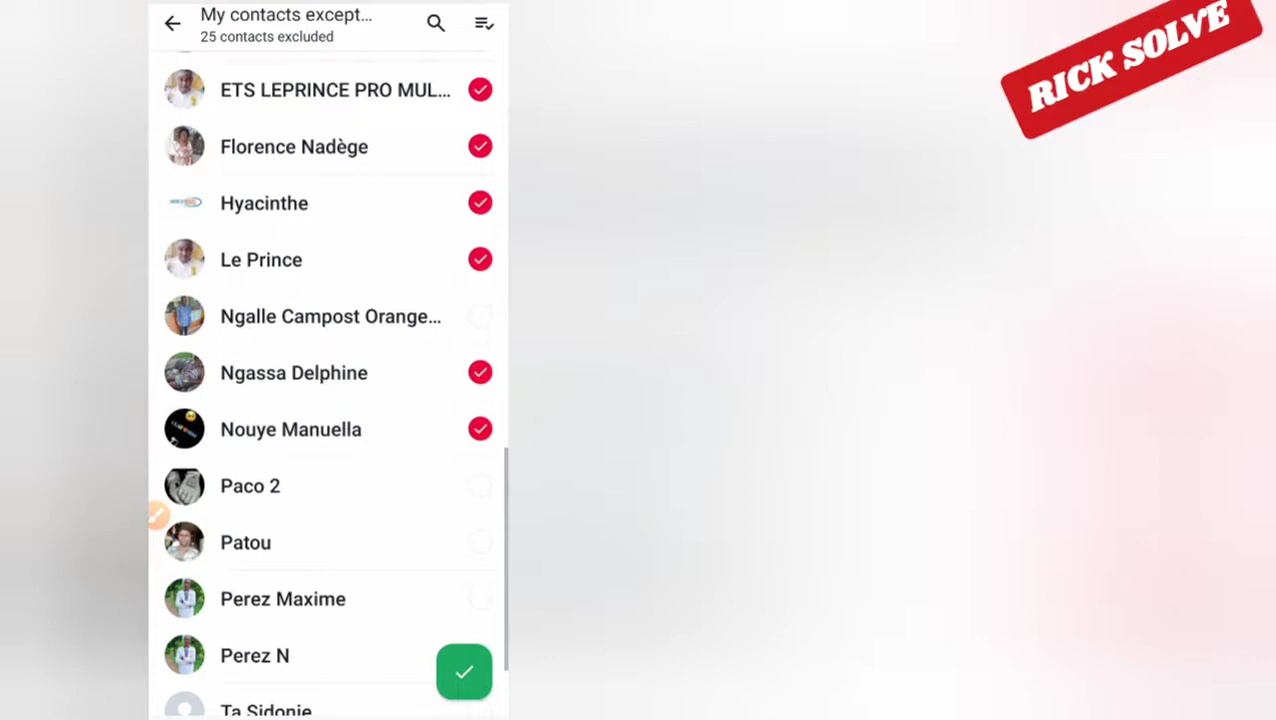 My contacts except...
25 contacts excluded
RICK SOLVE
ETS LEPRINCE PRO MUL...
Florence Nadège
Hyacinthe
Le Prince
Ngalle Campost Orange...
Ngassa Delphine
Nouye Manuella
Paco 2
Patou
Perez Maxime
Perez N
Ta Sidonie